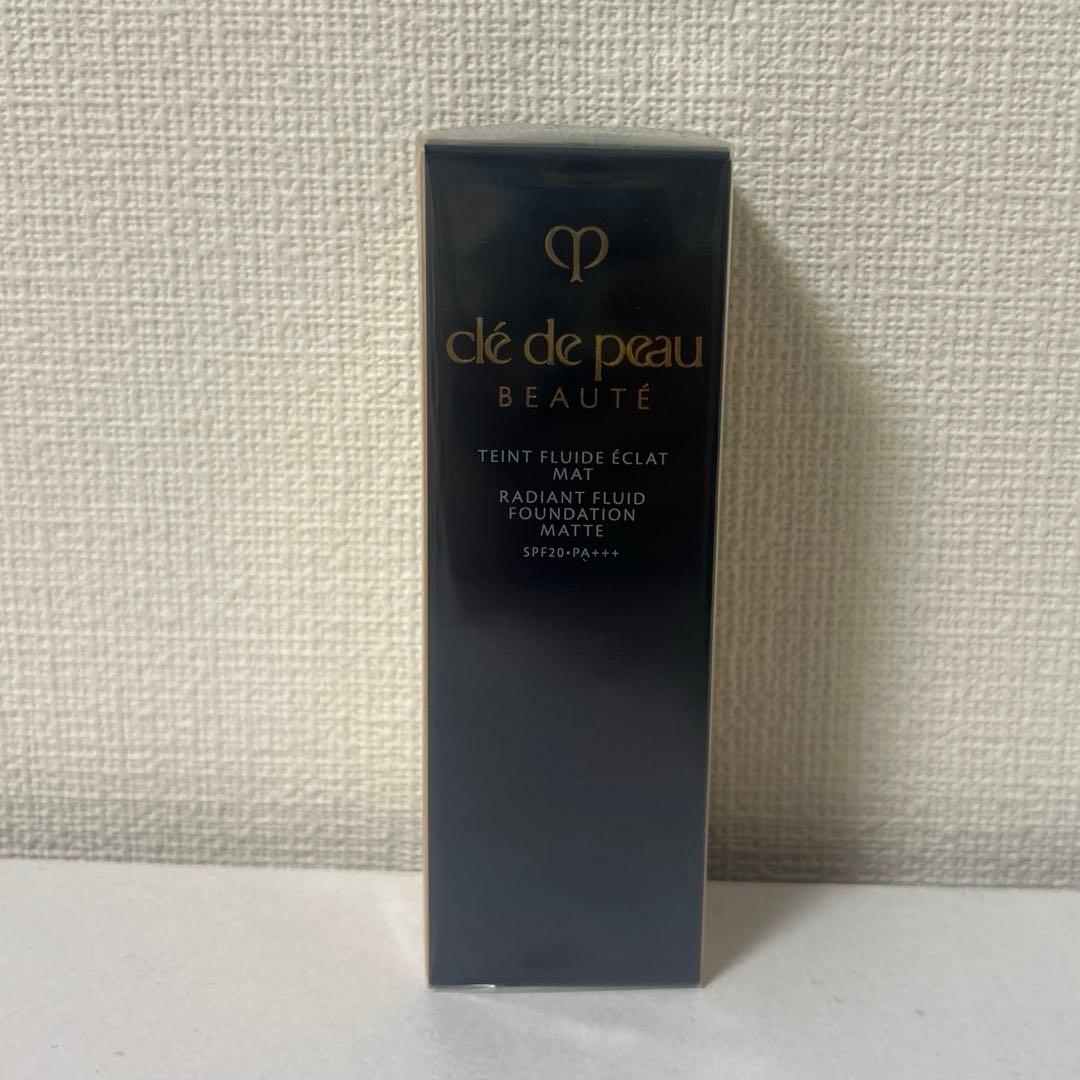 clé de peau
BEAUTÉ
TEINT FLUIDE ÉCLAT
MAT
RADIANT FLUID
FOUNDATION
MATTE
SPF20•PA+++